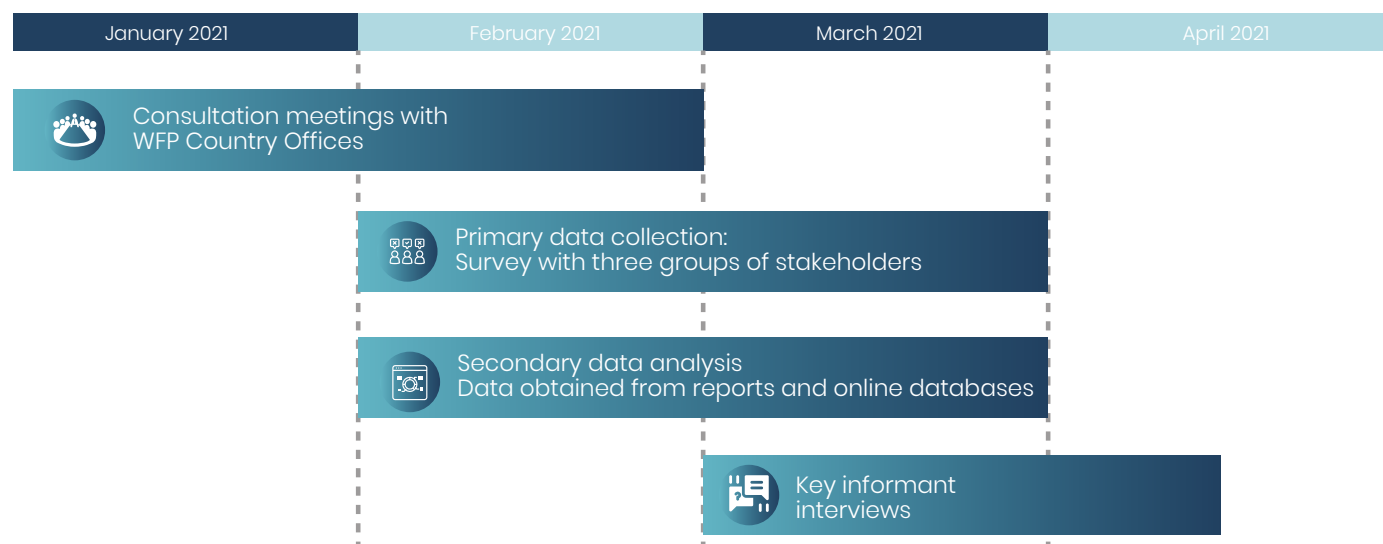 January 2021
February 2021
March 2021
April 2021
Consultation meetings with
WFP Country Offices
Primary data collection:
Survey with three groups of stakeholders
Secondary data analysis
Data obtained from reports and online databases
Key informant
interviews